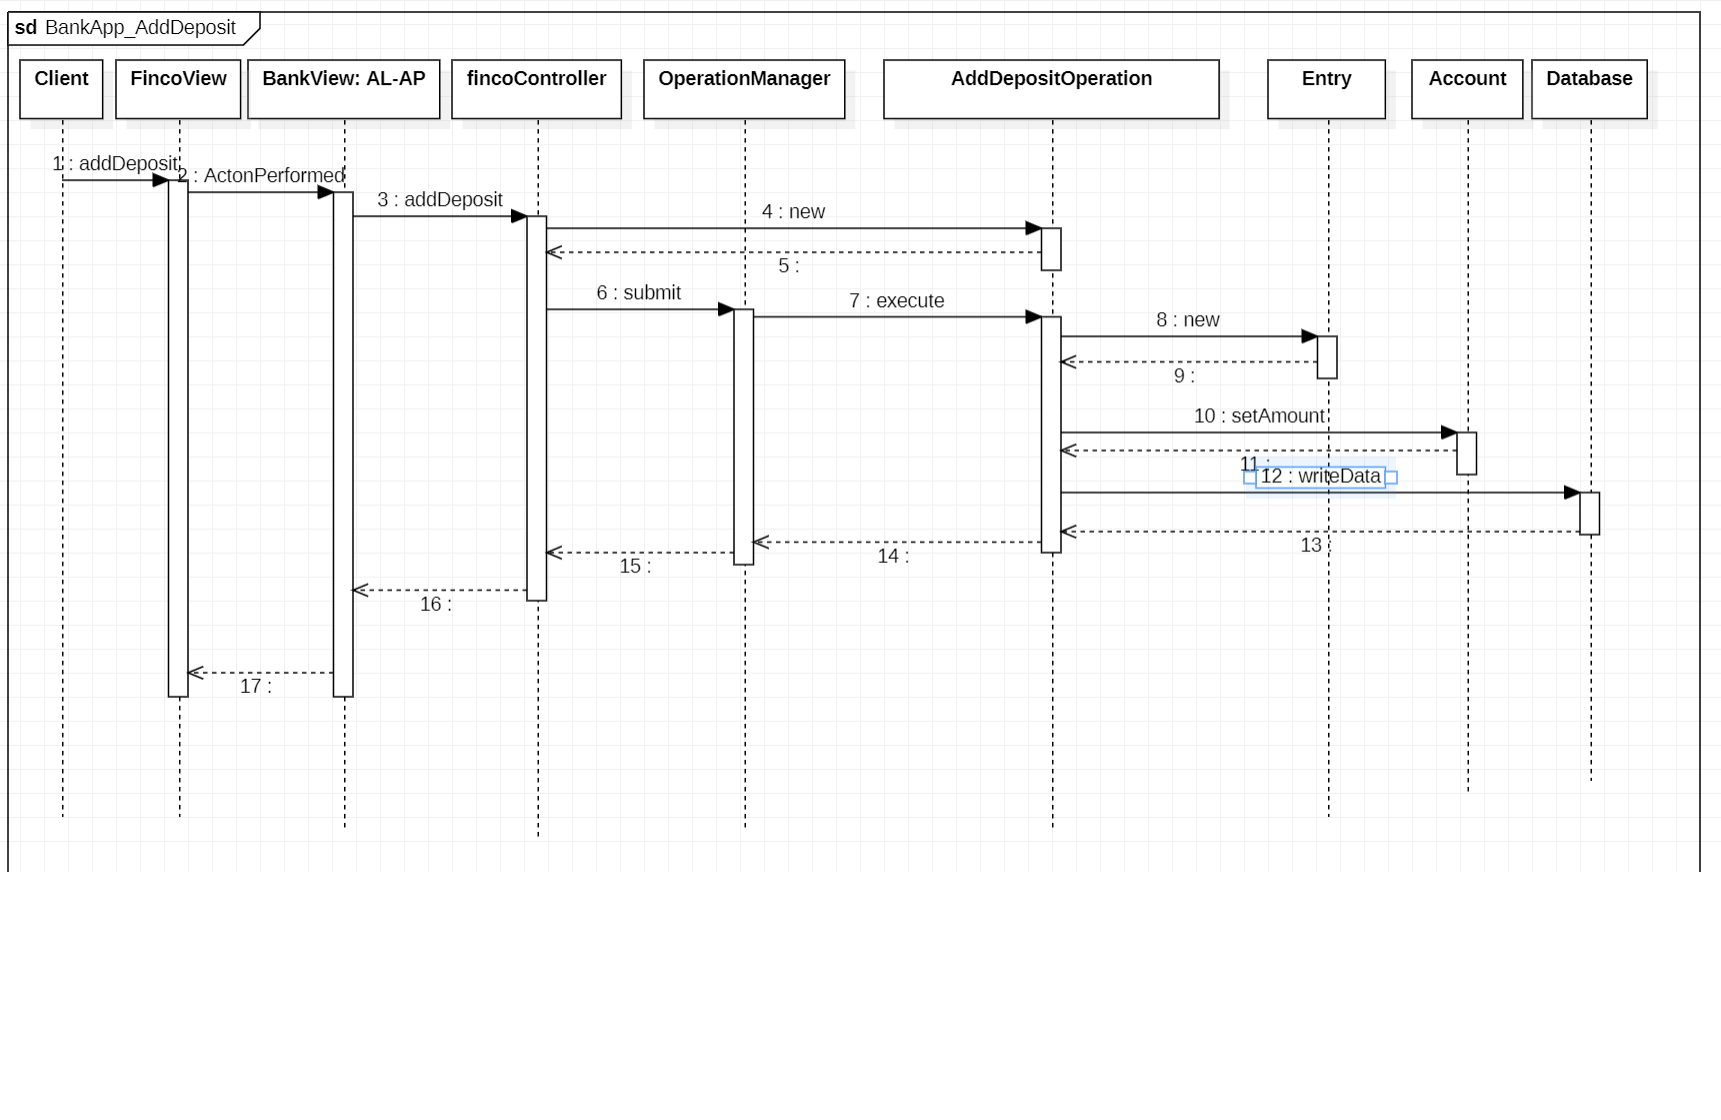 sd BankApp_AddDeposit
Client
FincoView
BankView: AL-AP
fincoController
OperationManager
AddDepositOperation
Entry
Account
Database
1 : addDeposit
2 : ActonPerformed
3 : addDeposit
4 : new
5 :
6 : submit
7 : execute
8 : new
9 :
10 : setAmount
11 :
12 : writeData
13 :
14 :
15 :
16 :
17 :